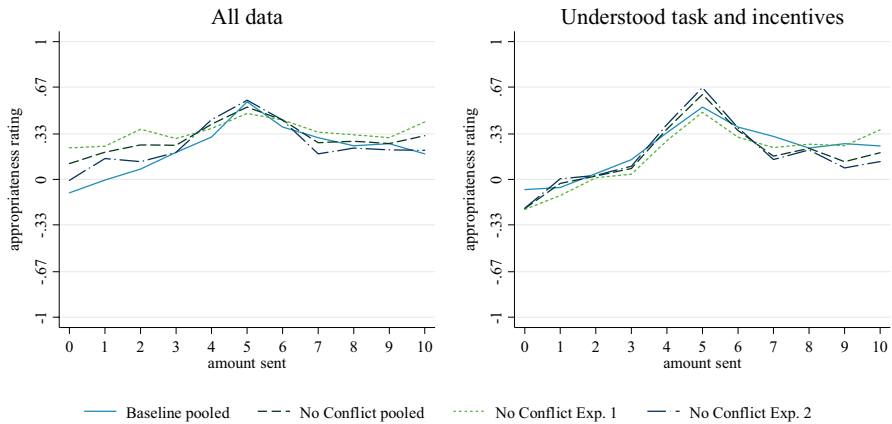 All data
appropriateness rating
1
.67
.33
0
-.33
-.67
-1
0 1 2 3 4 5 6 7 8 9 10
amount sent
Understood task and incentives
appropriateness rating
1
.67
.33
0
-.33
-.67
-1
0 1 2 3 4 5 6 7 8 9 10
amount sent
Baseline pooled No Conflict pooled No Conflict Exp. 1 No Conflict Exp. 2